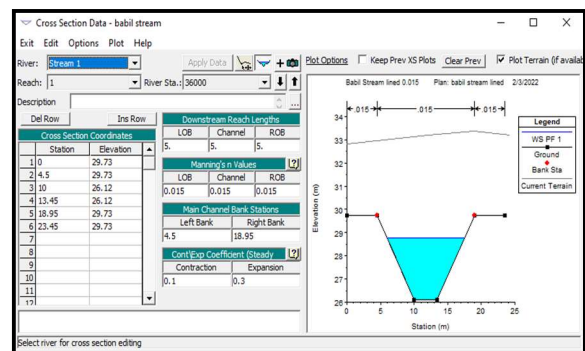 Cross Section Data - babil stream
Exit Edit Options Plot Help
River: Stream 1 Apply Data Plot Options Keep Prev XS Plots Clear Prev Plot Terrain (if availab
Reach: 1 River Sta.: 36000
Description ...
Del Row Ins Row
Cross Section Coordinates
Station Elevation
1 0 29.73
2 4.5 29.73
3 10 26.12
4 13.45 26.12
5 18.95 29.73
6 23.45 29.73
7
8
9
10
11
12
Downstream Reach Lengths
LOB Channel ROB
5. 5. 5.
Manning's n Values
LOB Channel ROB
0.015 0.015 0.015
Main Channel Bank Stations
Left Bank Right Bank
4.5 18.95
Cont\Exp Coefficient (Steady
Contraction Expansion
0.1 0.3
Babil Stream lined 0.015 Plan: babil stream lined 2/3/2022
.015 .015 .015
Legend
WS PF 1
Ground
Bank Sta
Current Terrain
Elevation (m)
34
33
32
31
30
29
28
27
26
0 5 10 15 20 25
Station (m)
Select river for cross section editing